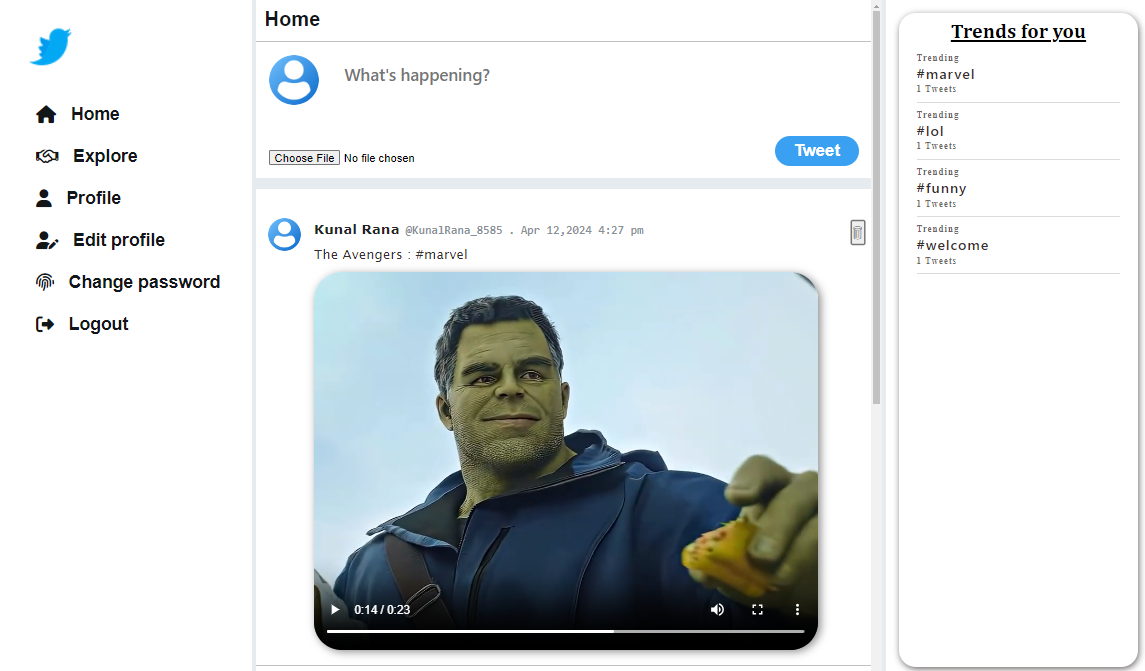 Home
Explore
Profile
Edit profile
Change password
Logout
Home
What's happening?
Choose File No file chosen
Tweet
Kunal Rana @KunalRana_8585 . Apr 12,2024 4:27 pm
The Avengers : #marvel
0:14 / 0:23
Trends for you
Trending
#marvel
1 Tweets
Trending
#lol
1 Tweets
Trending
#funny
1 Tweets
Trending
#welcome
1 Tweets